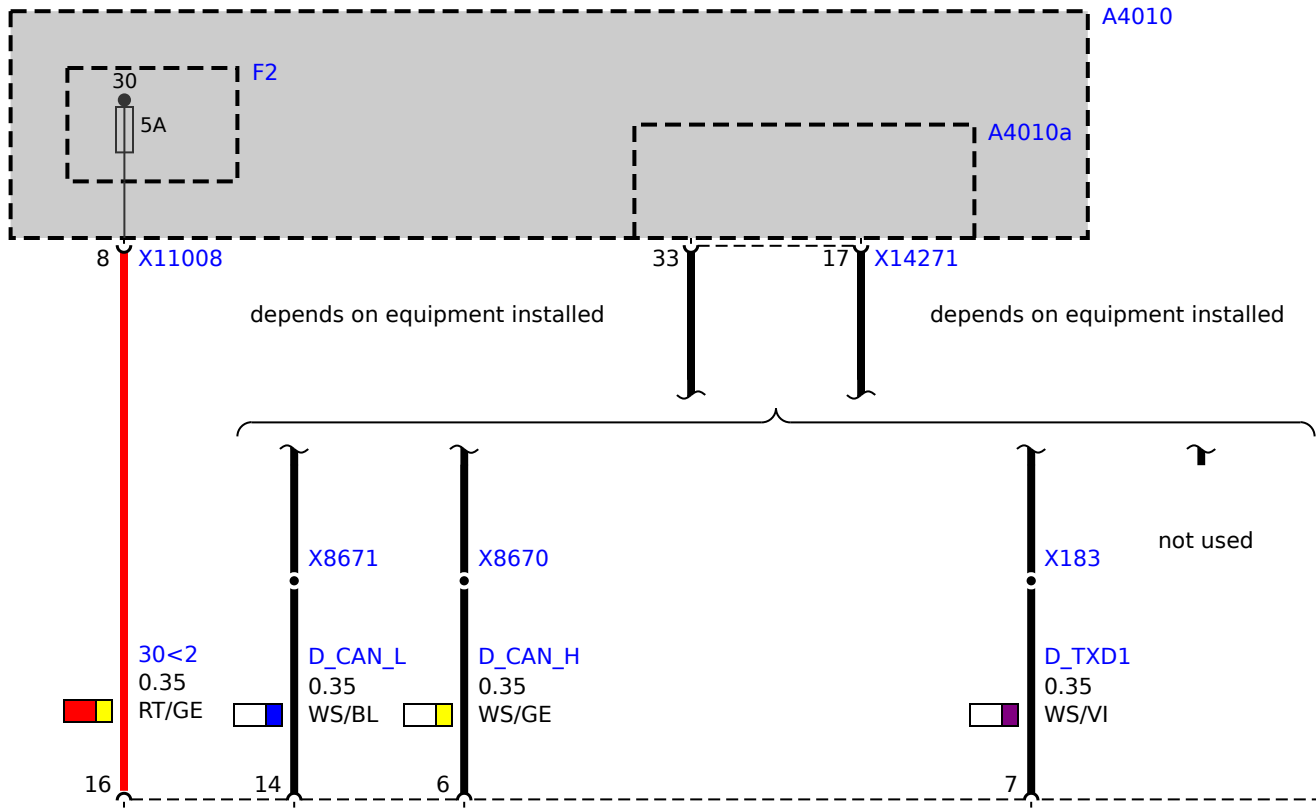 A4010
30
F2
5A
A4010a
8
X11008
33
17
X14271
depends on equipment installed
depends on equipment installed
not used
X8671
X8670
X183
30<2
0.35
RT/GE
D_CAN_L
0.35
WS/BL
D_CAN_H
0.35
WS/GE
D_TXD1
0.35
WS/VI
16
14
6
7